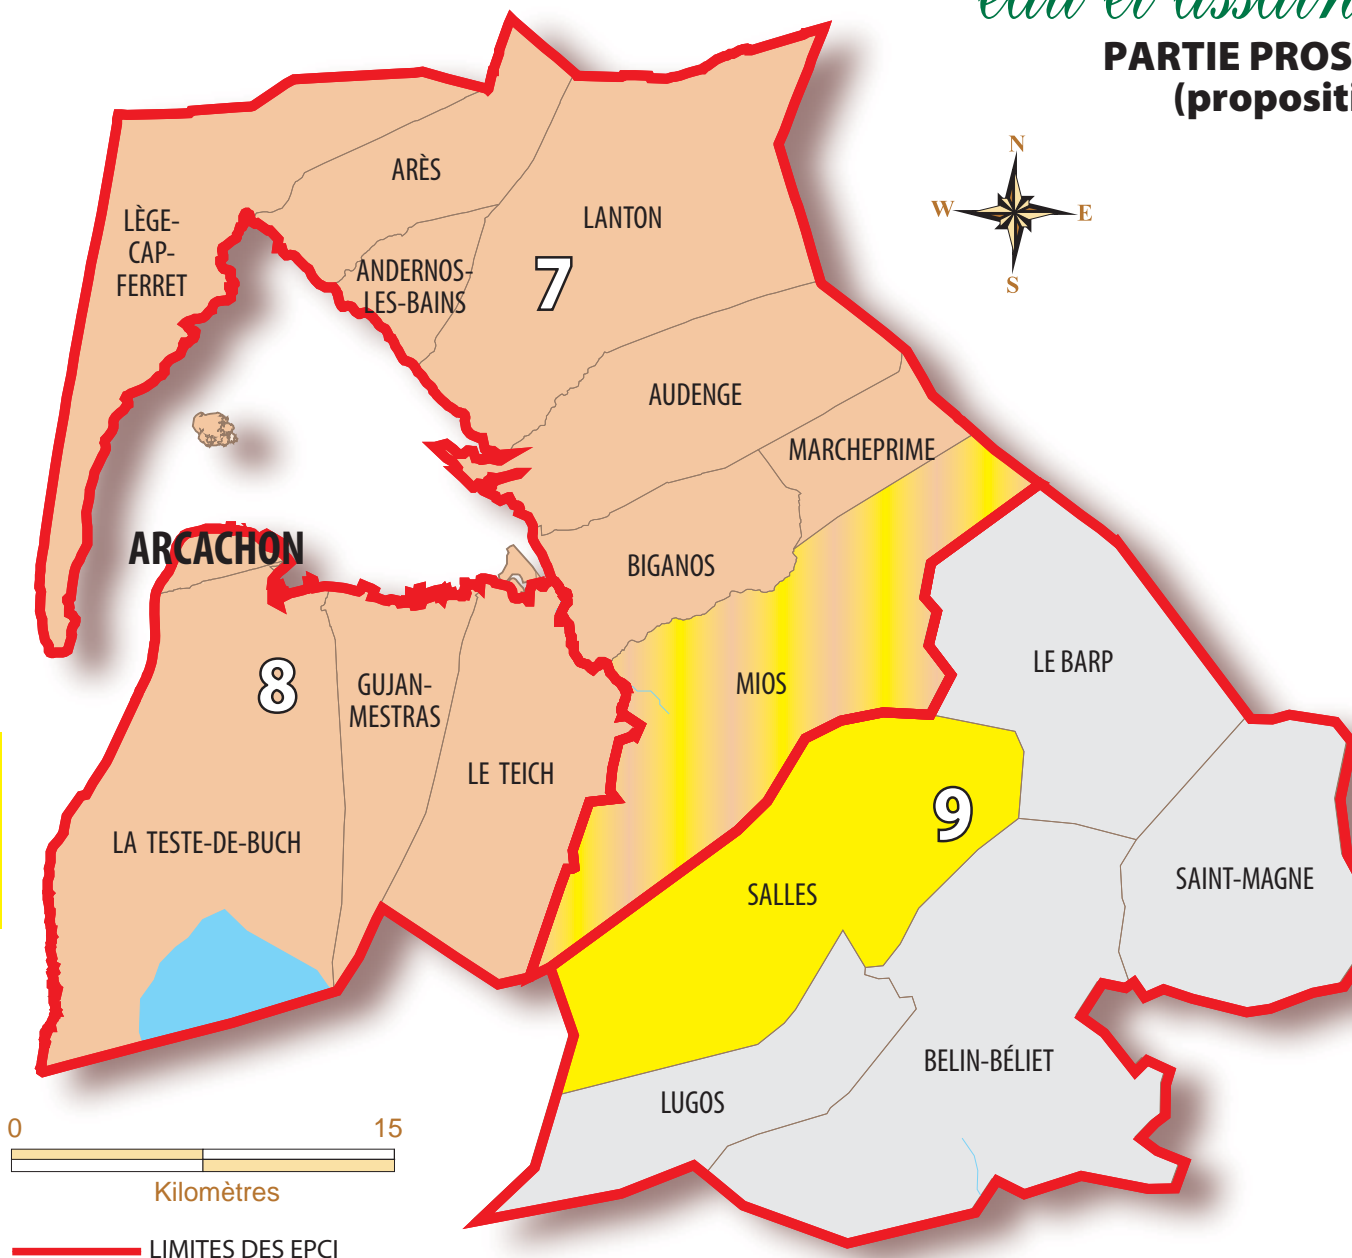 eau et
PARTIE PROS
(propositi
N
W
E
S
ARÈS
LÈGE-
CAP-
FERRET
LANTON
ANDERNOS-
LES-BAINS
7
AUDENGE
MARCHEPRIME
ARCACHON
BIGANOS
LE BARP
8
GUJAN-
MESTRAS
MIOS
LE TEICH
9
LA TESTE-DE-BUCH
SALLES
SAINT-MAGNE
BELIN-BÉLIET
LUGOS
0
15
Kilomètres
LIMITES DES EPCI